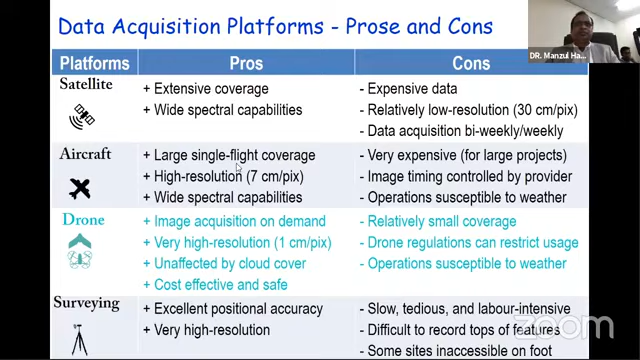 Data Acquisition Platforms - Prose and Cons
DR. Manzul Ha...
Platforms Pros Cons
Satellite + Extensive coverage - Expensive data
+ Wide spectral capabilities - Relatively low-resolution (30 cm/pix)
- Data acquisition bi-weekly/weekly
Aircraft + Large single-flight coverage - Very expensive (for large projects)
+ High-resolution (7 cm/pix) - Image timing controlled by provider
+ Wide spectral capabilities - Operations susceptible to weather
Drone + Image acquisition on demand - Relatively small coverage
+ Very high-resolution (1 cm/pix) - Drone regulations can restrict usage
+ Unaffected by cloud cover - Operations susceptible to weather
+ Cost effective and safe
Surveying + Excellent positional accuracy - Slow, tedious, and labour-intensive
+ Very high-resolution - Difficult to record tops of features
- Some sites inaccessible on foot
zoom